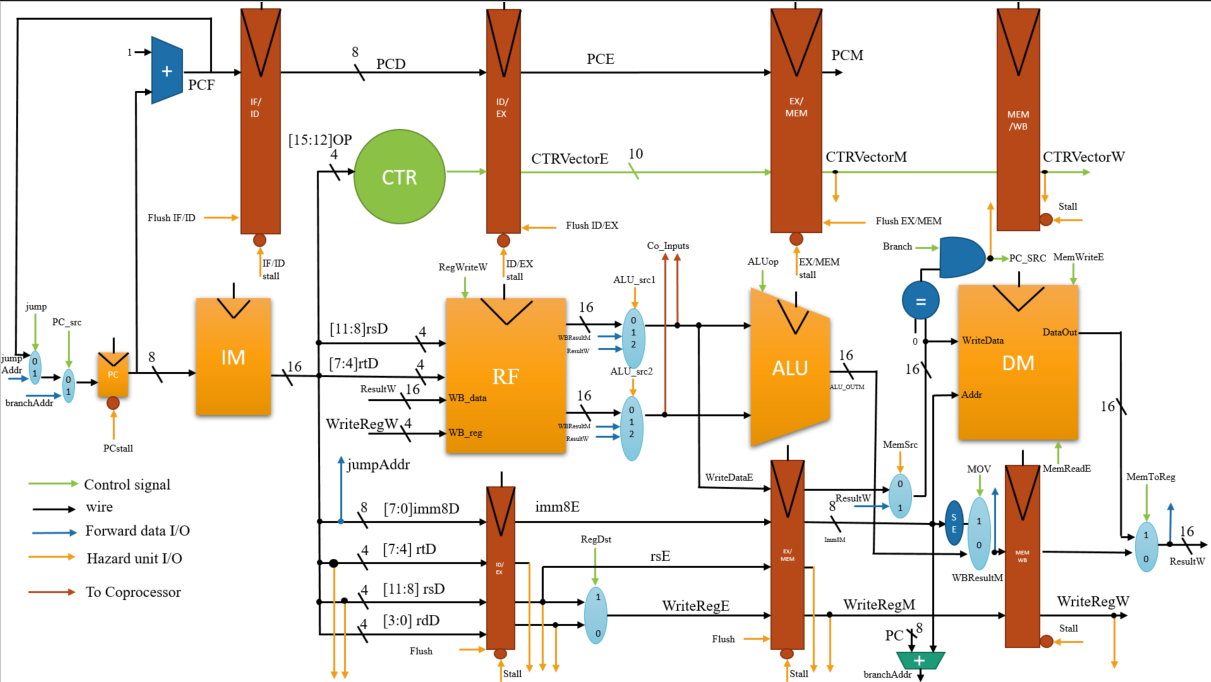 1
+
PCF
IF/
ID
8
PCD
ID/
EX
PCE
EX/
MEM
PCM
MEM
/WB
[15:12]OP
4
CTR
CTRVectorE
10
CTRVectorM
CTRVectorW
Flush IF/ID
IF/ID
stall
Flush ID/EX
ID/EX
stall
Flush EX/MEM
EX/MEM
stall
Stall
Co_Inputs
Branch
PC_SRC
MemWriteE
=
0
jump
PC_src
0
1
jump
Addr
0
1
branchAddr
PC
8
PCstall
IM
16
RegWriteW
[11:8]rsD
4
[7:4]rtD
4
ResultW
16
WB_data
WriteRegW
4
WB_reg
RF
16
ALU_src1
0
1
2
WBResultM
ResultW
16
ALU_src2
0
1
2
WBResultM
ResultW
ALUop
ALU
16
ALU_OUTM
WriteData
16
Addr
DataOut
DM
16
MemReadE
Control signal
wire
Forward data I/O
Hazard unit I/O
To Coprocessor
jumpAddr
8
[7:0]imm8D
imm8E
4
[7:4] rtD
4
[11:8] rsD
4
[3:0] rdD
ID/
EX
Flush
Stall
RegDst
1
0
rsE
WriteRegE
WriteDataE
EX/
MEM
Flush
Stall
8
Imm8M
MemSrc
0
1
ResultW
S
E
MOV
1
0
WBResultM
MEM
WB
WriteRegM
WriteRegW
Stall
MemToReg
1
0
16
ResultW
PC
8
+
branchAddr